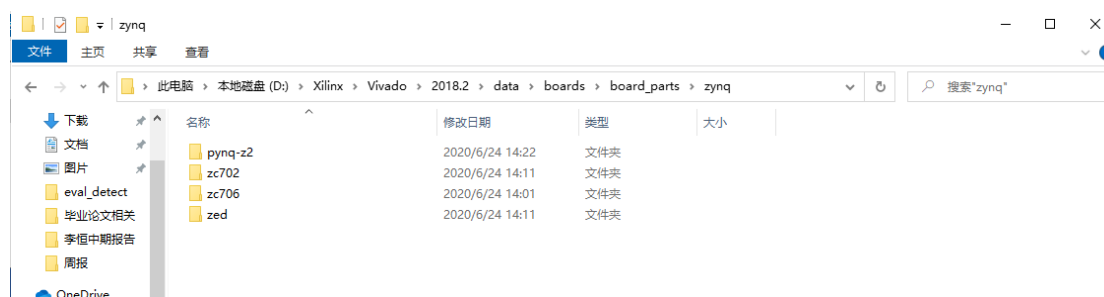 zynq
文件 主页 共享 查看
此电脑 › 本地磁盘 (D:) › Xilinx › Vivado › 2018.2 › data › boards › board_parts › zynq 搜索"zynq"
下载 名称 修改日期 类型 大小
文档 pynq-z2 2020/6/24 14:22 文件夹
图片 zc702 2020/6/24 14:11 文件夹
eval_detect zc706 2020/6/24 14:01 文件夹
毕业论文相关 zed 2020/6/24 14:11 文件夹
李恒中期报告
周报
OneDrive